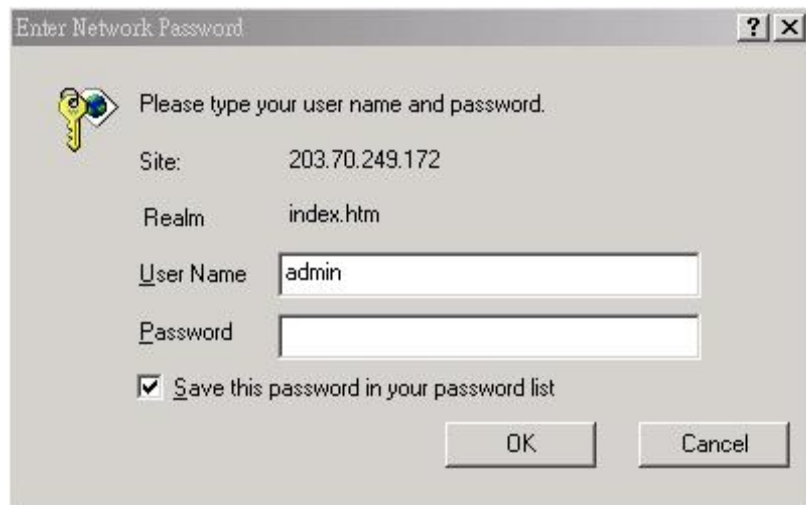 Enter Network Password
Please type your user name and password.
Site: 203.70.249.172
Realm index.htm
User Name admin
Password
Save this password in your password list
OK Cancel